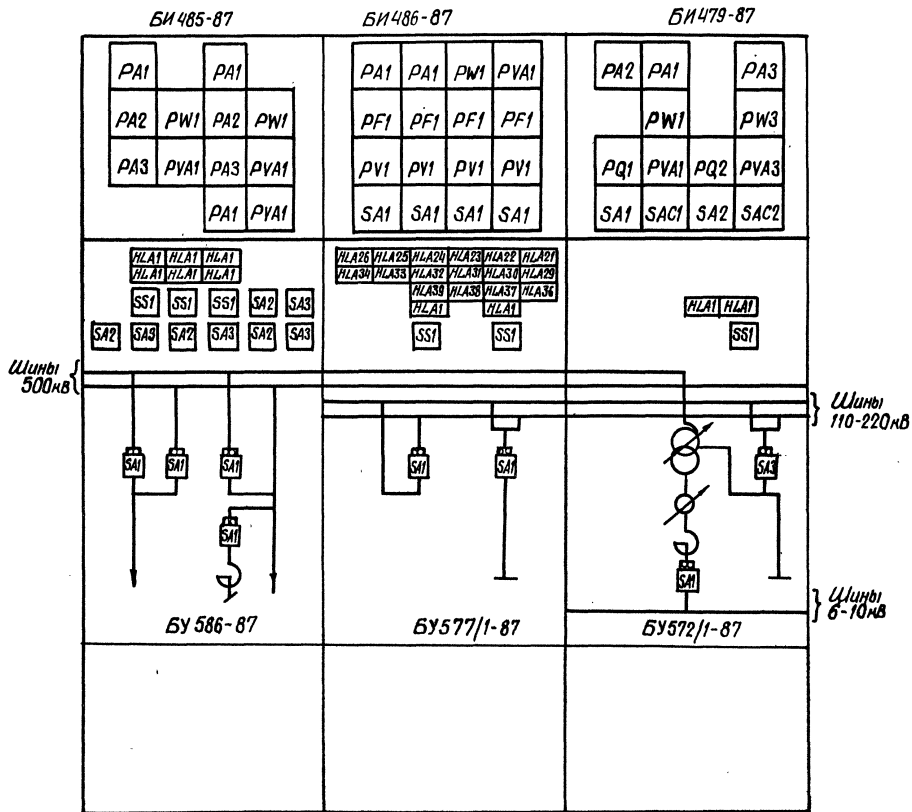 БИ485-87
БИ486-87
БИ479-87
PA1 PA1
PA2 PW1 PA2 PW1
PA3 PVA1 PA3 PVA1
PA1 PVA1
PA1 PA1 PW1 PVA1
PF1 PF1 PF1 PF1
PV1 PV1 PV1 PV1
SA1 SA1 SA1 SA1
PA2 PA1 PA3
PW1 PW3
PQ1 PVA1 PQ2 PVA3
SA1 SAC1 SA2 SAC2
HLA1 HLA1 HLA1
HLA1 HLA1 HLA1
SS1 SS1 SS1 SA2 SA3
SA2 SA3 SA2 SA3 SA2 SA3
HLA26 HLA25 HLA24 HLA23 HLA22 HLA21
HLA34 HLA33 HLA32 HLA31 HLA30 HLA29
HLA39 HLA38 HLA37 HLA36
HLA1 HLA1
SS1 SS1
HLA1 HLA1
SS1
Шины
500кВ
Шины
110-220кВ
SA1 SA1 SA1
SA1
SA1 SA1
SA3
SA1
Шины
6-10кВ
БУ586-87
БУ577/1-87
БУ572/1-87